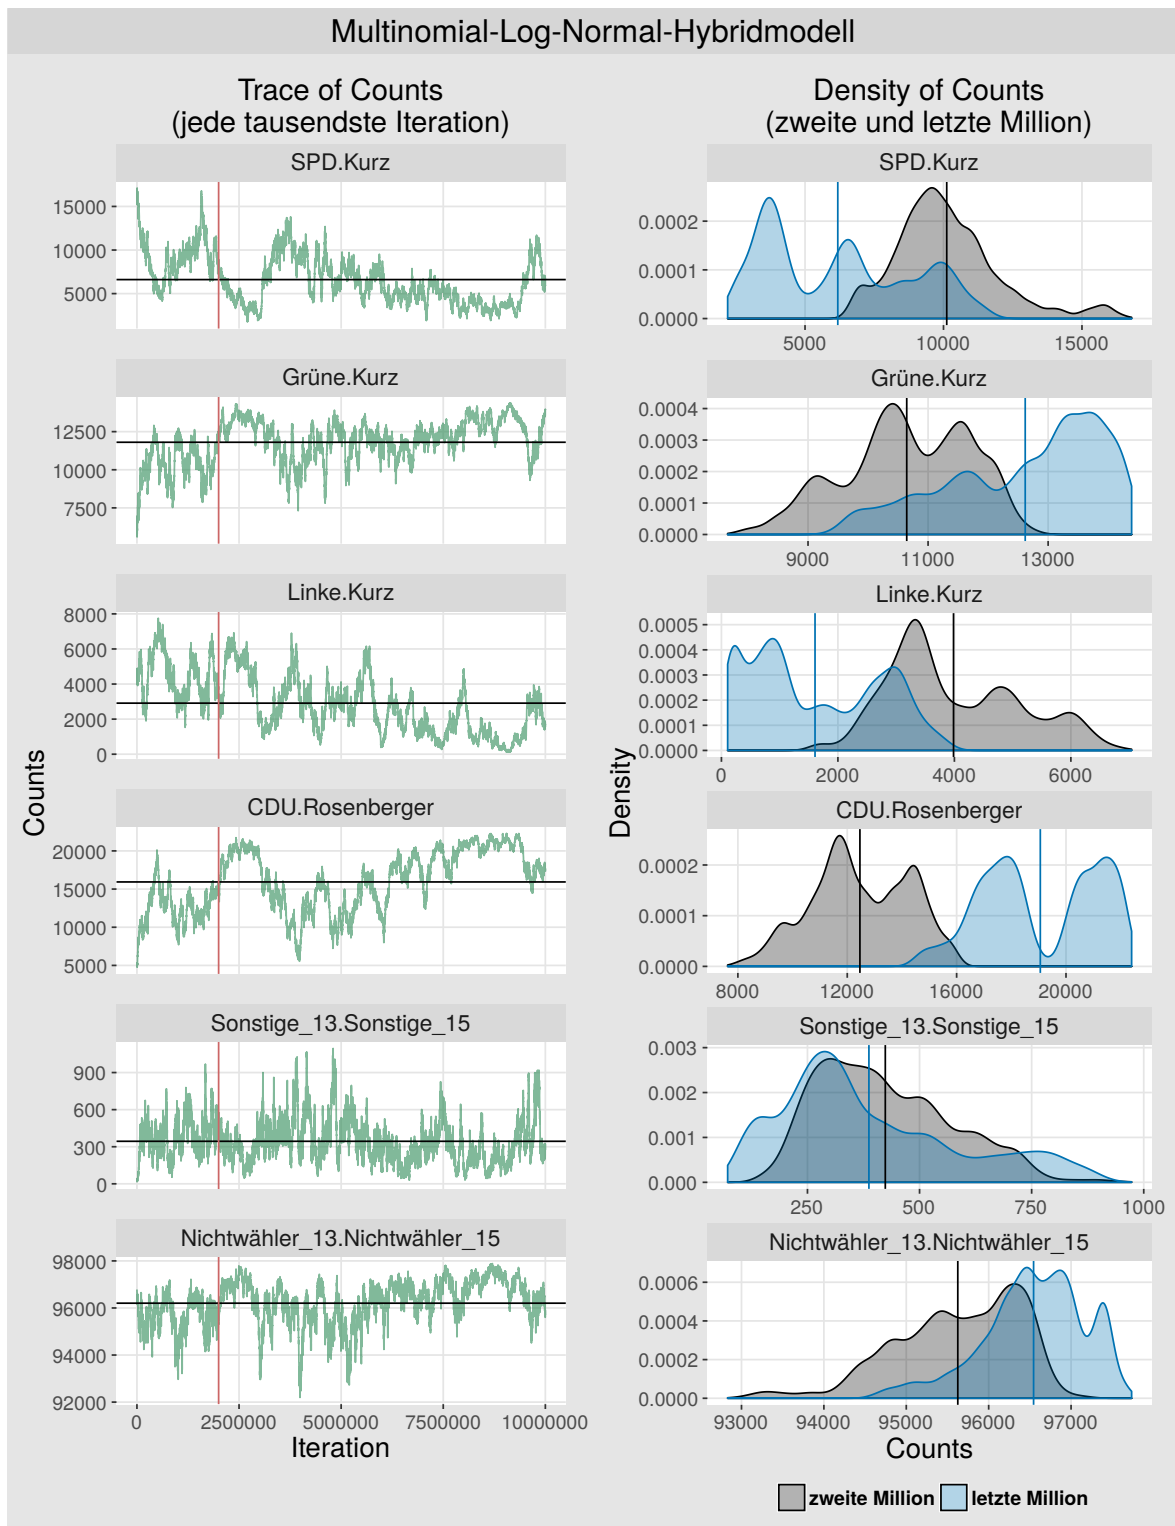 Multinomial-Log-Normal-Hybridmodell
Trace of Counts
(jede tausendste Iteration)
Density of Counts
(zweite und letzte Million)
SPD.Kurz
15000
10000
5000
SPD.Kurz
0.0002
0.0001
0.0000
5000 10000 15000
Grüne.Kurz
12500
10000
7500
Grüne.Kurz
0.0004
0.0003
0.0002
0.0001
0.0000
9000 11000 13000
Linke.Kurz
8000
6000
4000
2000
0
Linke.Kurz
0.0005
0.0004
0.0003
0.0002
0.0001
0.0000
0 2000 4000 6000
Counts
Density
CDU.Rosenberger
20000
15000
10000
5000
CDU.Rosenberger
0.0002
0.0001
0.0000
8000 12000 16000 20000
Sonstige_13.Sonstige_15
900
600
300
0
Sonstige_13.Sonstige_15
0.003
0.002
0.001
0.000
250 500 750 1000
Nichtwähler_13.Nichtwähler_15
98000
96000
94000
92000
0 2500000 5000000 7500000 10000000
Iteration
Nichtwähler_13.Nichtwähler_15
0.0006
0.0004
0.0002
0.0000
93000 94000 95000 96000 97000
Counts
zweite Million letzte Million